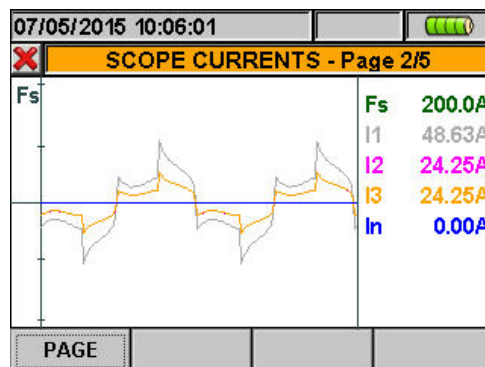 07/05/2015 10:06:01
SCOPE CURRENTS - Page 2/5
Fs
Fs 200.0A
I1 48.63A
I2 24.25A
I3 24.25A
In 0.00A
PAGE